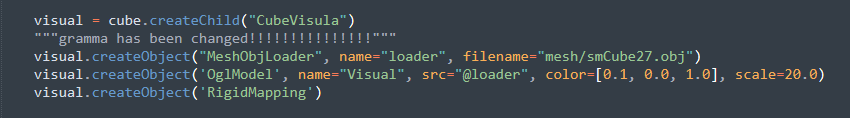 visual = cube.createChild("CubeVisula")
"""gramma has been changed!!!!!!!!!!!!!!!!"""
visual.createObject("MeshObjLoader", name="loader", filename="mesh/smCube27.obj")
visual.createObject('OglModel', name="Visual", src="@loader", color=[0.1, 0.0, 1.0], scale=20.0)
visual.createObject('RigidMapping')